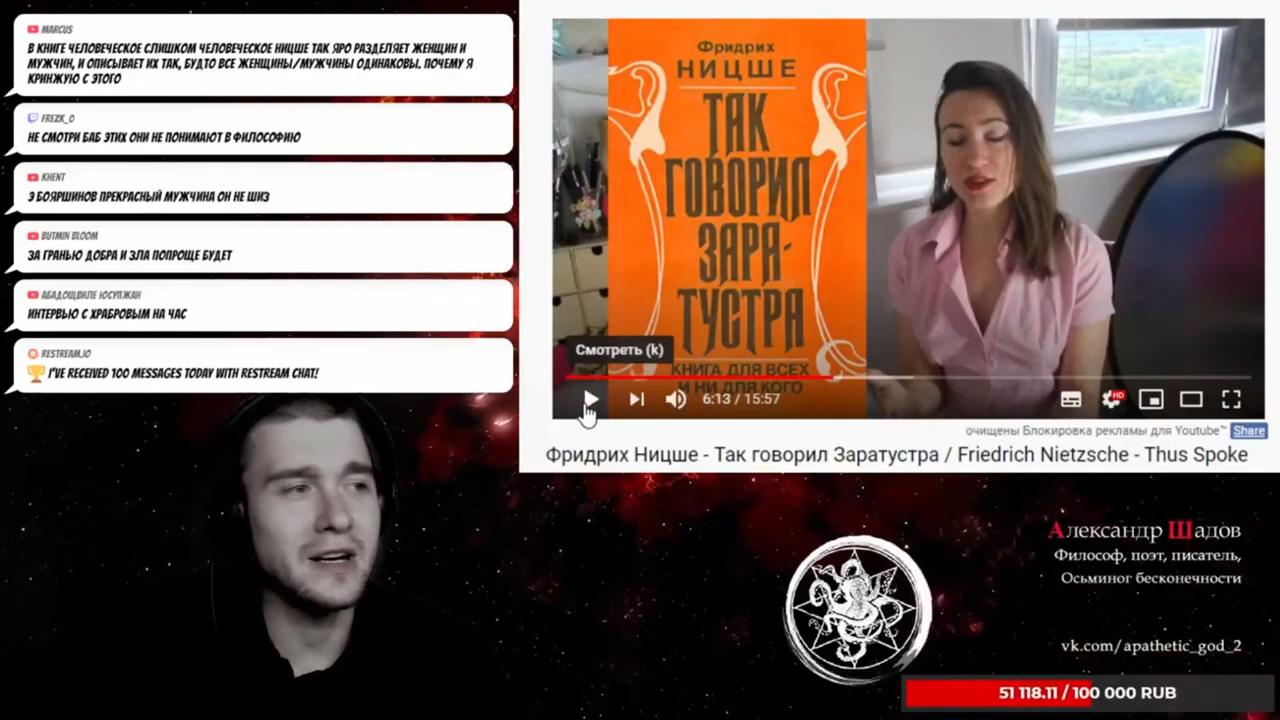 MARCUS
В КНИГЕ ЧЕЛОВЕЧЕСКОЕ СЛИШКОМ ЧЕЛОВЕЧЕСКОЕ НИЦШЕ ТАК ЯРО РАЗДЕЛЯЕТ ЖЕНЩИН И
МУЖЧИН, И ОПИСЫВАЕТ ИХ ТАК, БУДТО ВСЕ ЖЕНЩИНЫ/МУЖЧИНЫ ОДИНАКОВЫ. ПОЧЕМУ Я
КРИНЖУЮ С ЭТОГО
FREZK_O
НЕ СМОТРИ БАБ ЭТИХ ОНИ НЕ ПОНИМАЮТ В ФИЛОСОФИЮ
KHENT
Э БОЯРШИНОВ ПРЕКРАСНЫЙ МУЖЧИНА ОН НЕ ШИЗ
BUTMIN BLOOM
ЗА ГРАНЬЮ ДОБРА И ЗЛА ПОПРОЩЕ БУДЕТ
АБАДОЩВИЛЕ ЮСУПЖАН
ИНТЕРВЬЮ С ХРАБРОВЫМ НА ЧАС
RESTREAM.IO
I'VE RECEIVED 100 MESSAGES TODAY WITH RESTREAM CHAT!
Фридрих
НИЦШЕ
ТАК
ГОВОРИЛ
ЗАРА-
ТУСТРА
КНИГА ДЛЯ ВСЕХ
И НИ ДЛЯ КОГО
Смотреть (k)
6:13 / 15:57
HD
очищены Блокировка рекламы для Youtube™ Share
Фридрих Ницше - Так говорил Заратустра / Friedrich Nietzsche - Thus Spoke
Александр Шадов
Философ, поэт, писатель,
Осьминог бесконечности
vk.com/apathetic_god_2
51 118.11 / 100 000 RUB